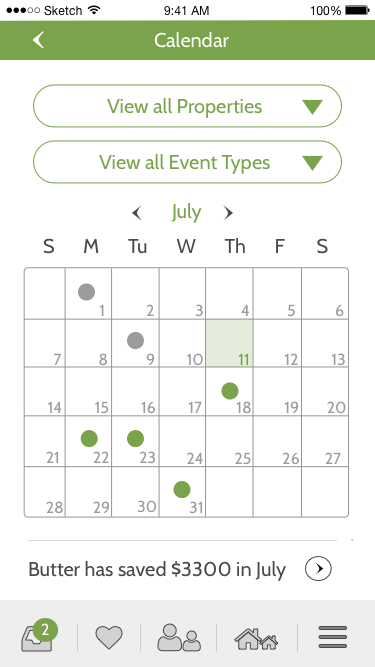 Sketch 9:41 AM 100%
Calendar
View all Properties
View all Event Types
July
S M Tu W Th F S
1 2 3 4 5 6
7 8 9 10 11 12 13
14 15 16 17 18 19 20
21 22 23 24 25 26 27
28 29 30 31
Butter has saved $3300 in July
2